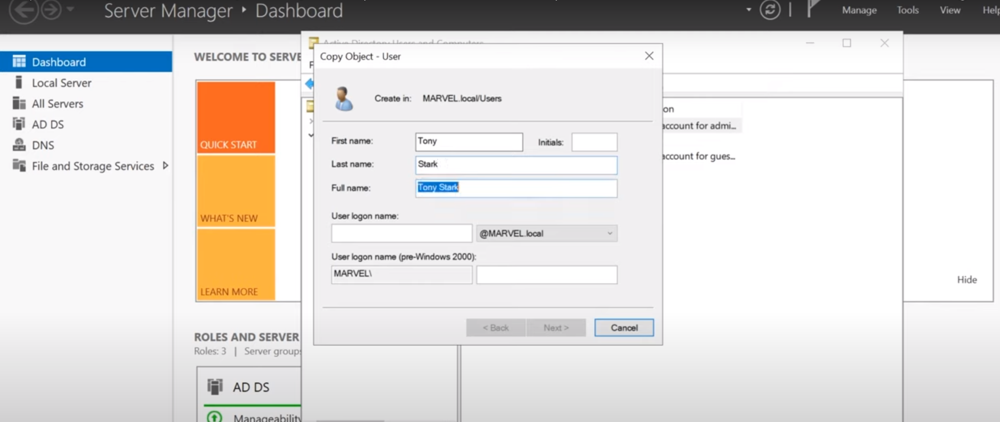 Server Manager ‣ Dashboard
Manage Tools View Help
Dashboard
Local Server
All Servers
AD DS
DNS
File and Storage Services
WELCOME TO SERVE
QUICK START
WHAT'S NEW
LEARN MORE
Hide
ROLES AND SERVER
Roles: 3 | Server groups
AD DS
Manageability
Active Directory Users and Computers
on
account for admi...
account for gues...
Copy Object - User
Create in: MARVEL.local/Users
First name: Tony Initials:
Last name: Stark
Full name: Tony Stark
User logon name:
@MARVEL.local
User logon name (pre-Windows 2000):
MARVEL\
< Back Next > Cancel